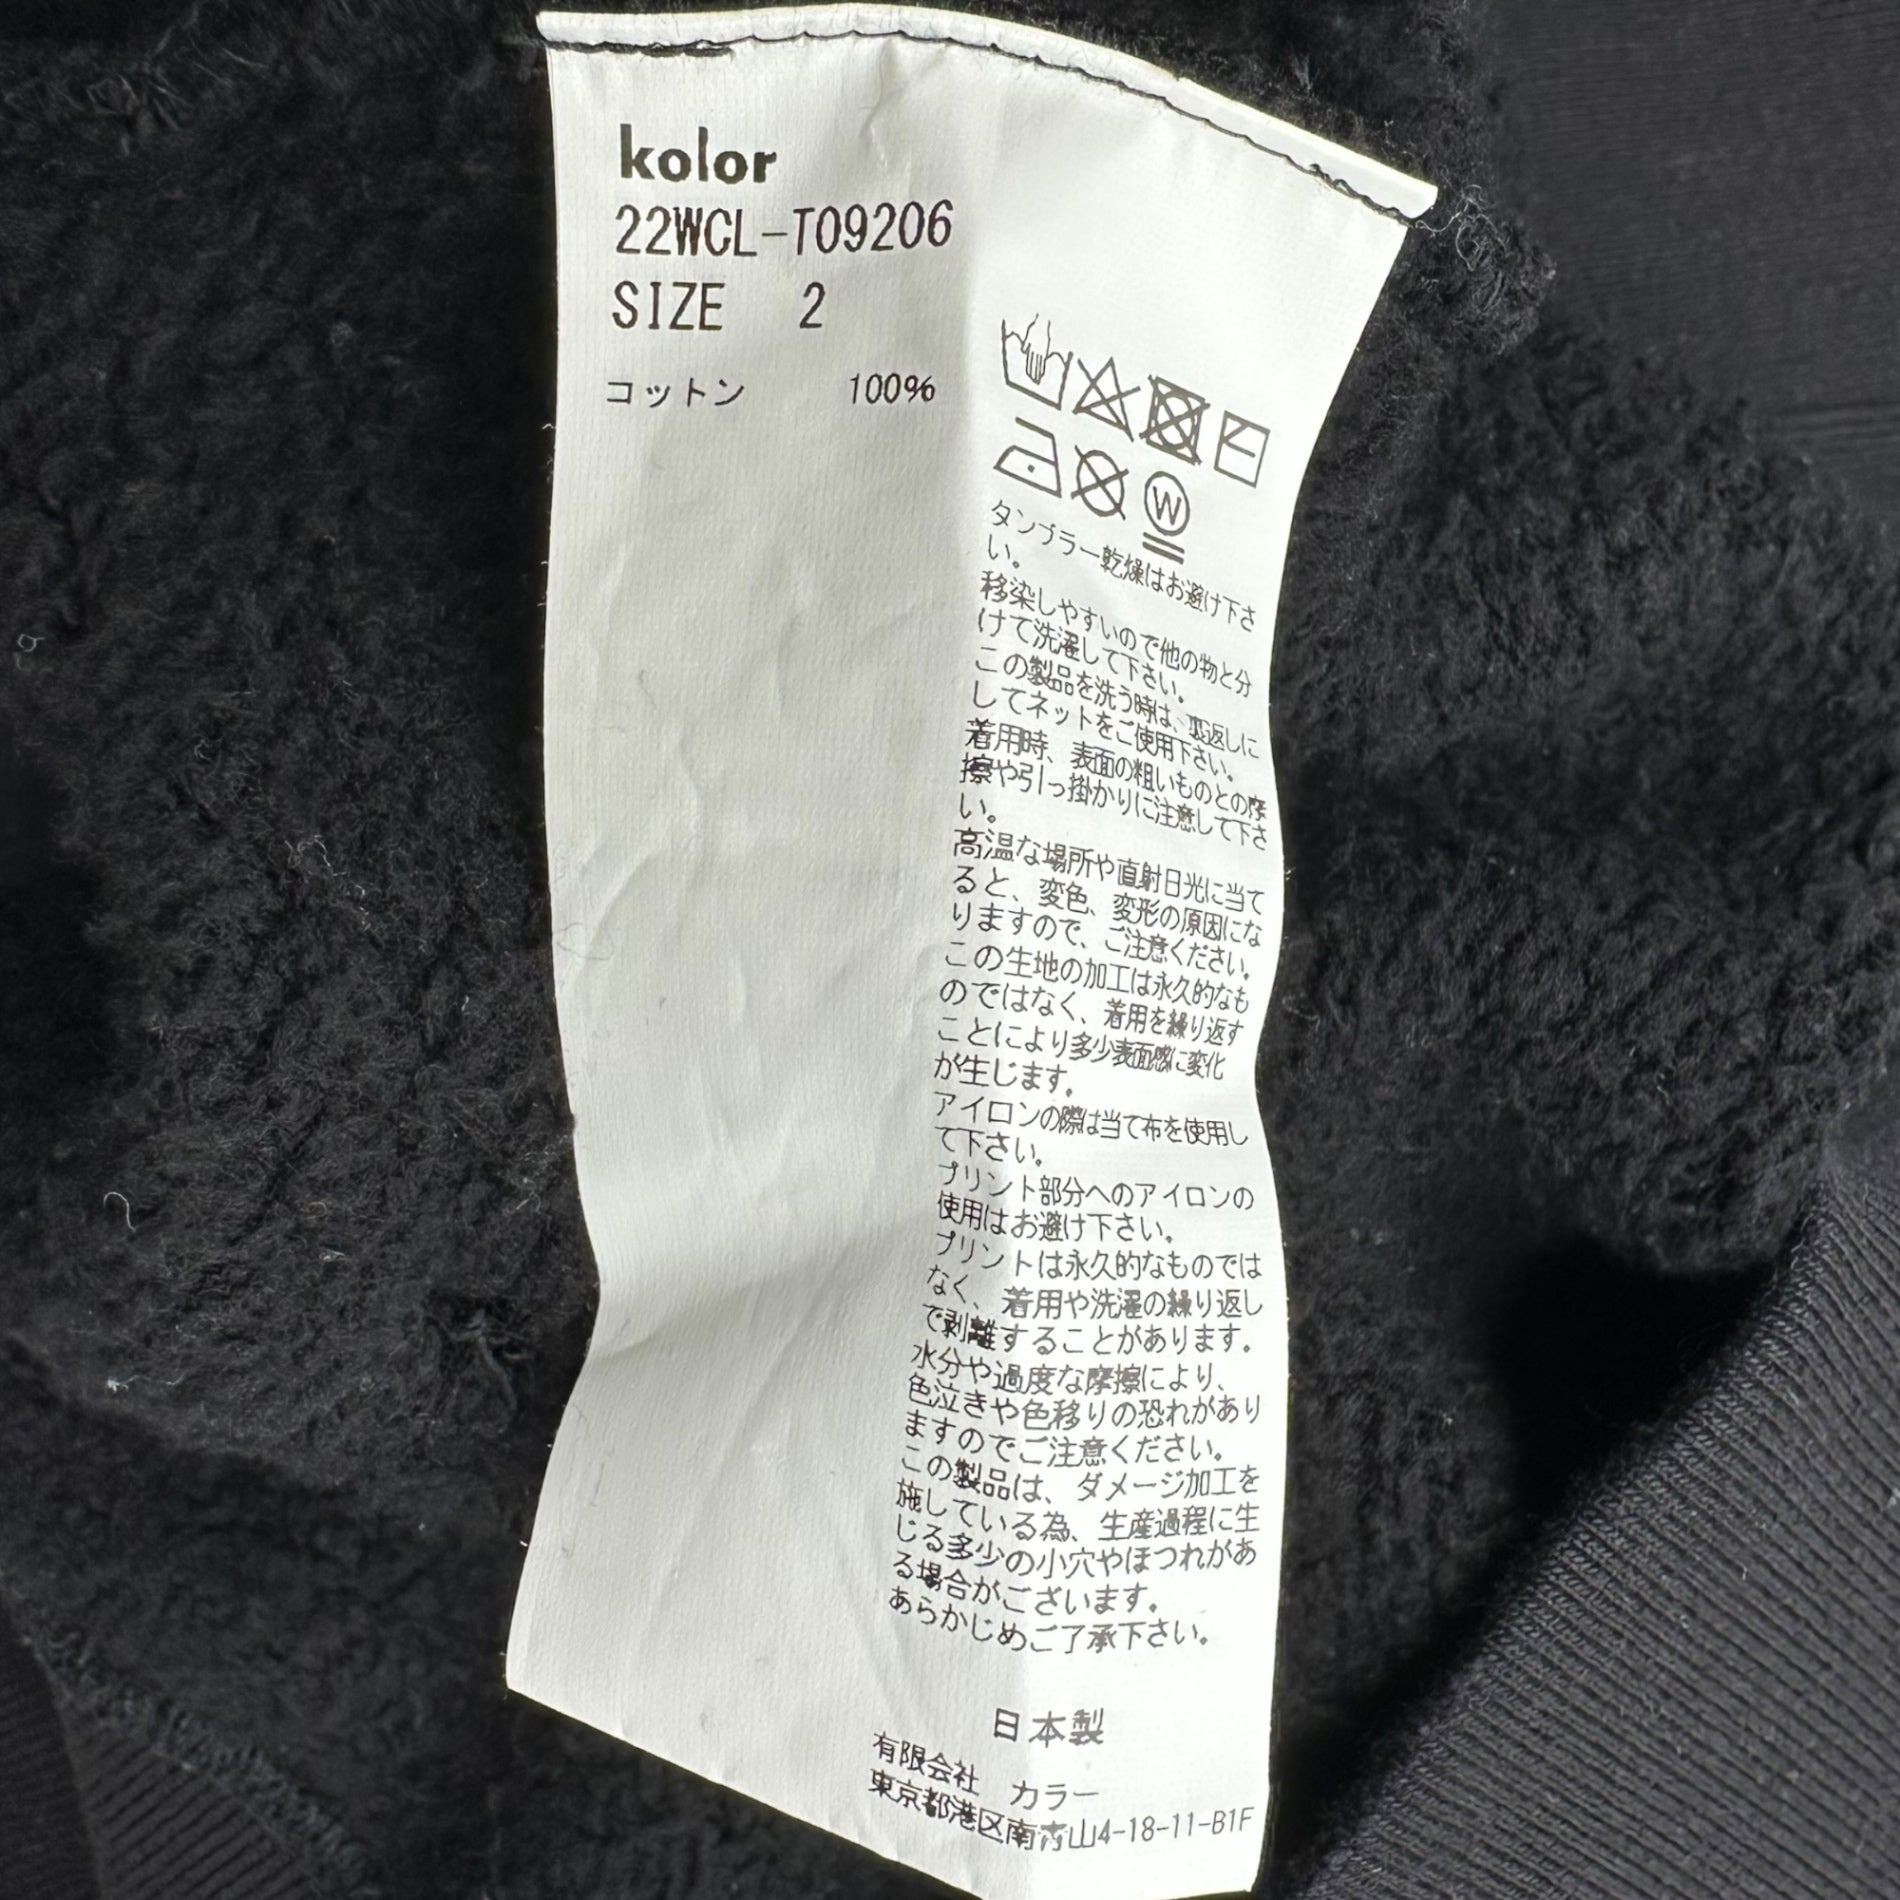 kolor
22WCL-T09206
SIZE 2
コットン 100%
W
タンブラー乾燥はお避け下さ
い。
移染しやすいので他の物と分
けて洗濯して下さい。
この製品を洗う時は、裏返しに
してネットをご使用下さい。
着用時、表面の粗いものとの摩
擦や引っ掛かりに注意して下さ
い。
高温な場所や直射日光に当て
ると、変色、変形の原因にな
りますので、ご注意ください。
この生地の加工は永久的なも
のではなく、着用を繰り返す
ことにより多少表面感に変化
が生じます。
アイロンの際は当て布を使用し
て下さい。
プリント部分へのアイロンの
使用はお避け下さい。
プリントは永久的なものでは
なく、着用や洗濯の繰り返し
で剥離することがあります。
水分や過度な摩擦により、
色泣きや色移りの恐れがあり
ますのでご注意ください。
この製品は、ダメージ加工を
施している為、生産過程に生
じる多少の小穴やほつれがあ
る場合がございます。
あらかじめご了承下さい。
日本製
有限会社 カラー
東京都港区南青山4-18-11-B1F